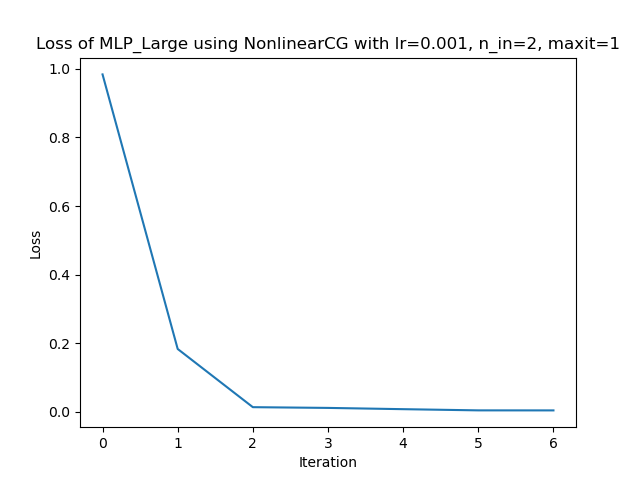 Loss of MLP_Large using NonlinearCG with lr=0.001, n_in=2, maxit=1
1.0
0.8
0.6
0.4
0.2
0.0
Loss
0 1 2 3 4 5 6
Iteration